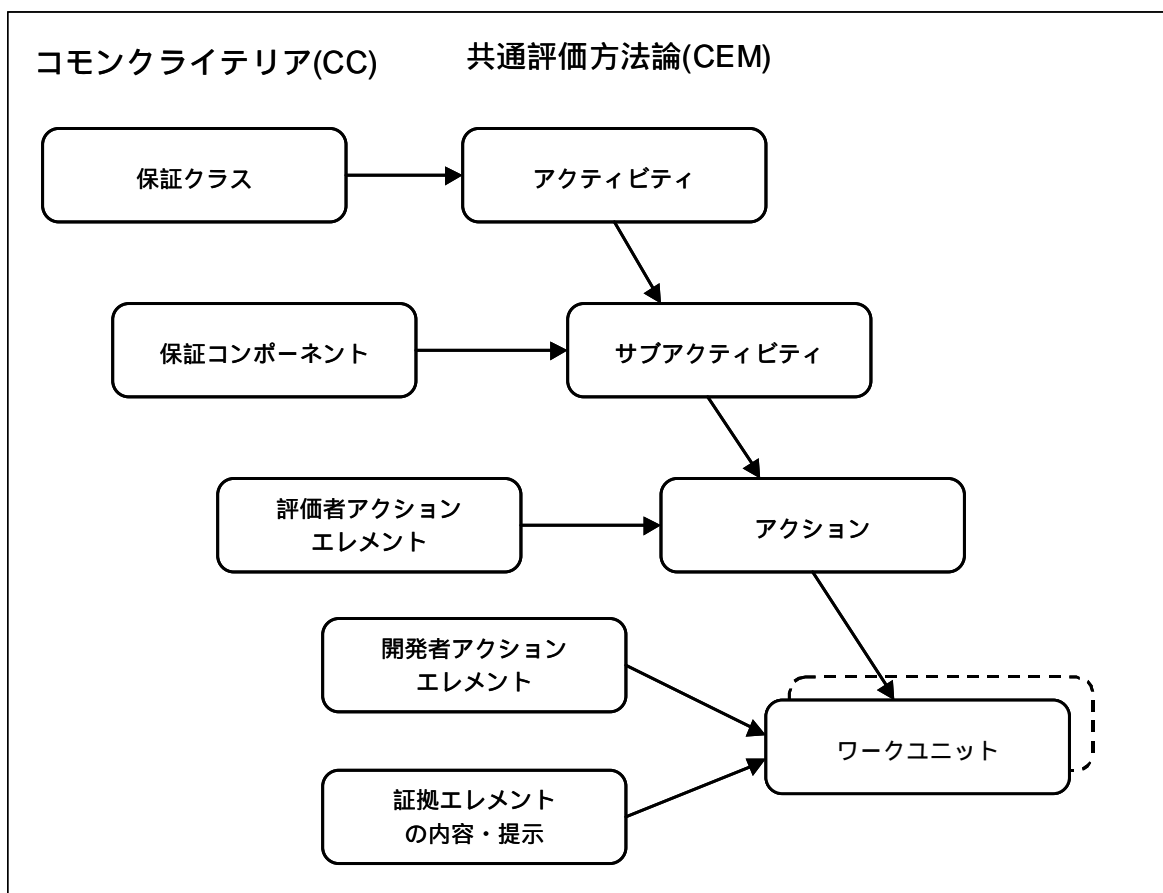 コモンクライテリア(CC)
共通評価方法論(CEM)
保証クラス
アクティビティ
保証コンポーネント
サブアクティビティ
評価者アクション
エレメント
アクション
開発者アクション
エレメント
ワークユニット
証拠エレメント
の内容・提示